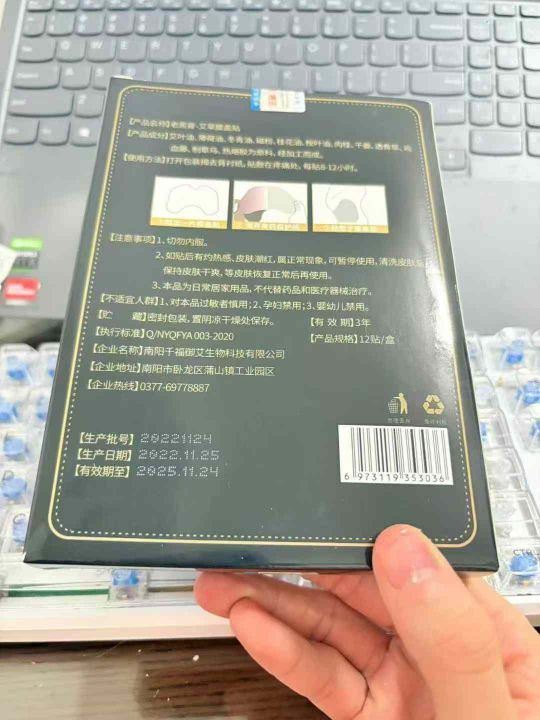 【产品名称】老寒膏·艾草膝盖贴
【产品成分】艾叶油、薄荷油、冬青油、磁粉、桂花油、桉叶油、肉桂、干姜、透骨草、鸡
血藤、制草乌、热熔胶为原料，经加工而成。
【使用方法】打开包装揭去背衬纸，贴敷在疼痛处，每贴8-12小时。
【注意事项】1、切勿内服。
2、如贴后有灼热感、皮肤潮红，属正常现象，可暂停使用，清洗皮肤
保持皮肤干爽，等皮肤恢复正常后再使用。
3、本品为日常居家用品，不代替药品和医疗器械治疗。
【不适宜人群】1、对本品过敏者慎用；2、孕妇禁用；3、婴幼儿禁用。
【贮 藏】密封包装，置阴凉干燥处保存。 【有 效 期】3年
【执行标准】Q/NYQFYA 003-2020 【产品规格】12贴/盒
【企业名称】南阳千福御艾生物科技有限公司
【企业地址】南阳市卧龙区蒲山镇工业园区
【企业热线】0377-69778887
【生产批号】20221124
【生产日期】2022.11.25
【有效期至】2025.11.24
6 973119 353036
CTRL